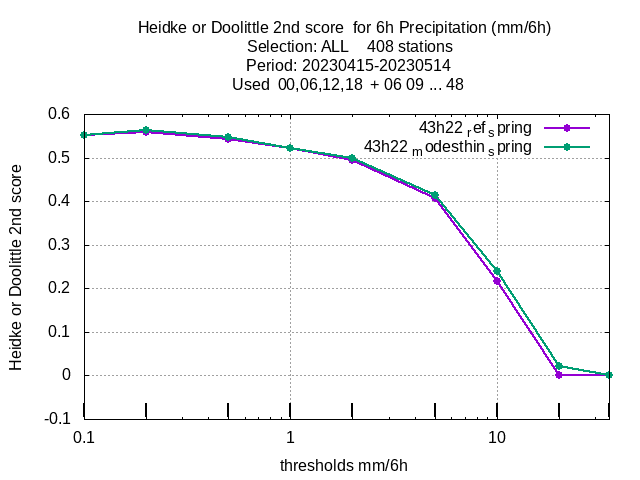 Heidke or Doolittle 2nd score for 6h Precipitation (mm/6h)
Selection: ALL 408 stations
Period: 20230415-20230514
Used 00,06,12,18 + 06 09 ... 48
43h22 ref spring
43h22 modesthin spring
0.6
0.5
0.4
0.3
0.2
0.1
0
-0.1
Heidke or Doolittle 2nd score
0.1 1 10
thresholds mm/6h